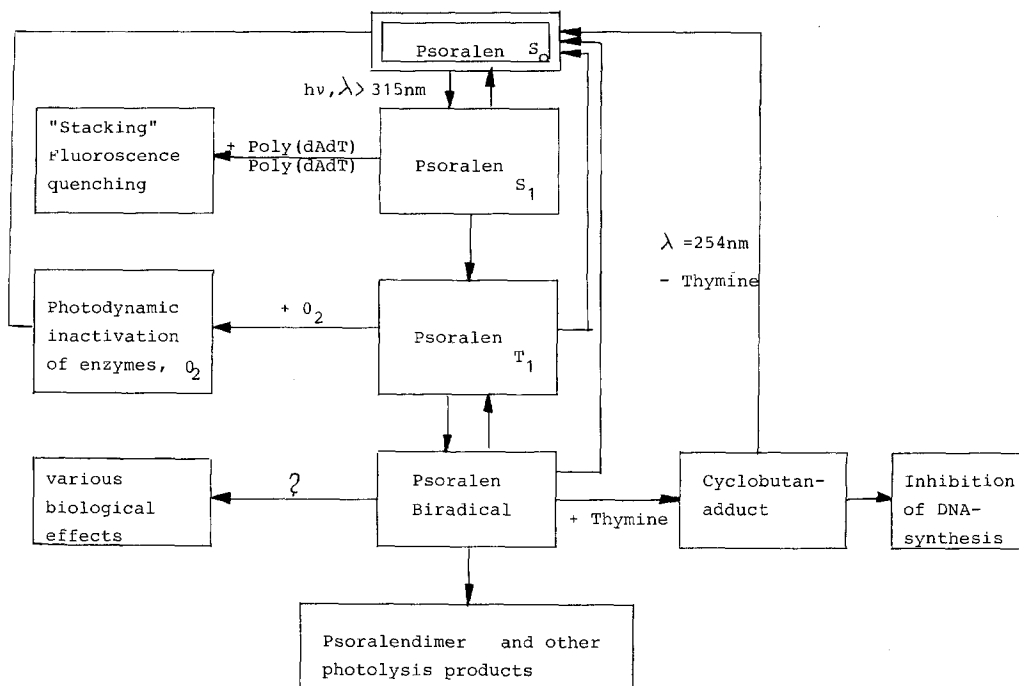 Psoralen S₀
hν, λ > 315nm
"Stacking"
Fluoroscence
quenching
+ Poly(dAdT)
Poly(dAdT)
Psoralen
S₁
λ =254nm
- Thymine
Photodynamic
inactivation
of enzymes, O₂
+ O₂
Psoralen
T₁
various
biological
effects
?
Psoralen
Biradical
+ Thymine
Cyclobutan-
adduct
Inhibition
of DNA-
synthesis
Psoralendimer and other
photolysis products